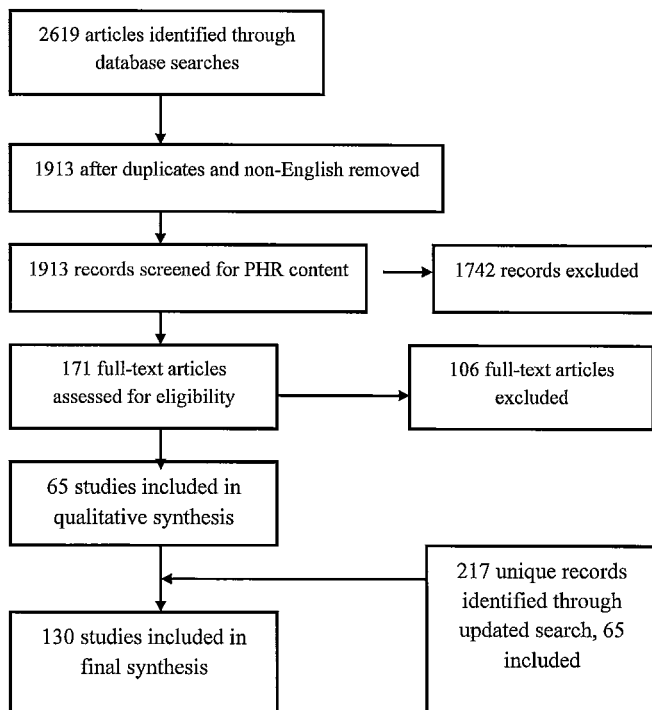 2619 articles identified through
database searches
1913 after duplicates and non-English removed
1913 records screened for PHR content
1742 records excluded
171 full-text articles
assessed for eligibility
106 full-text articles
excluded
65 studies included in
qualitative synthesis
217 unique records
identified through
updated search, 65
included
130 studies included in
final synthesis